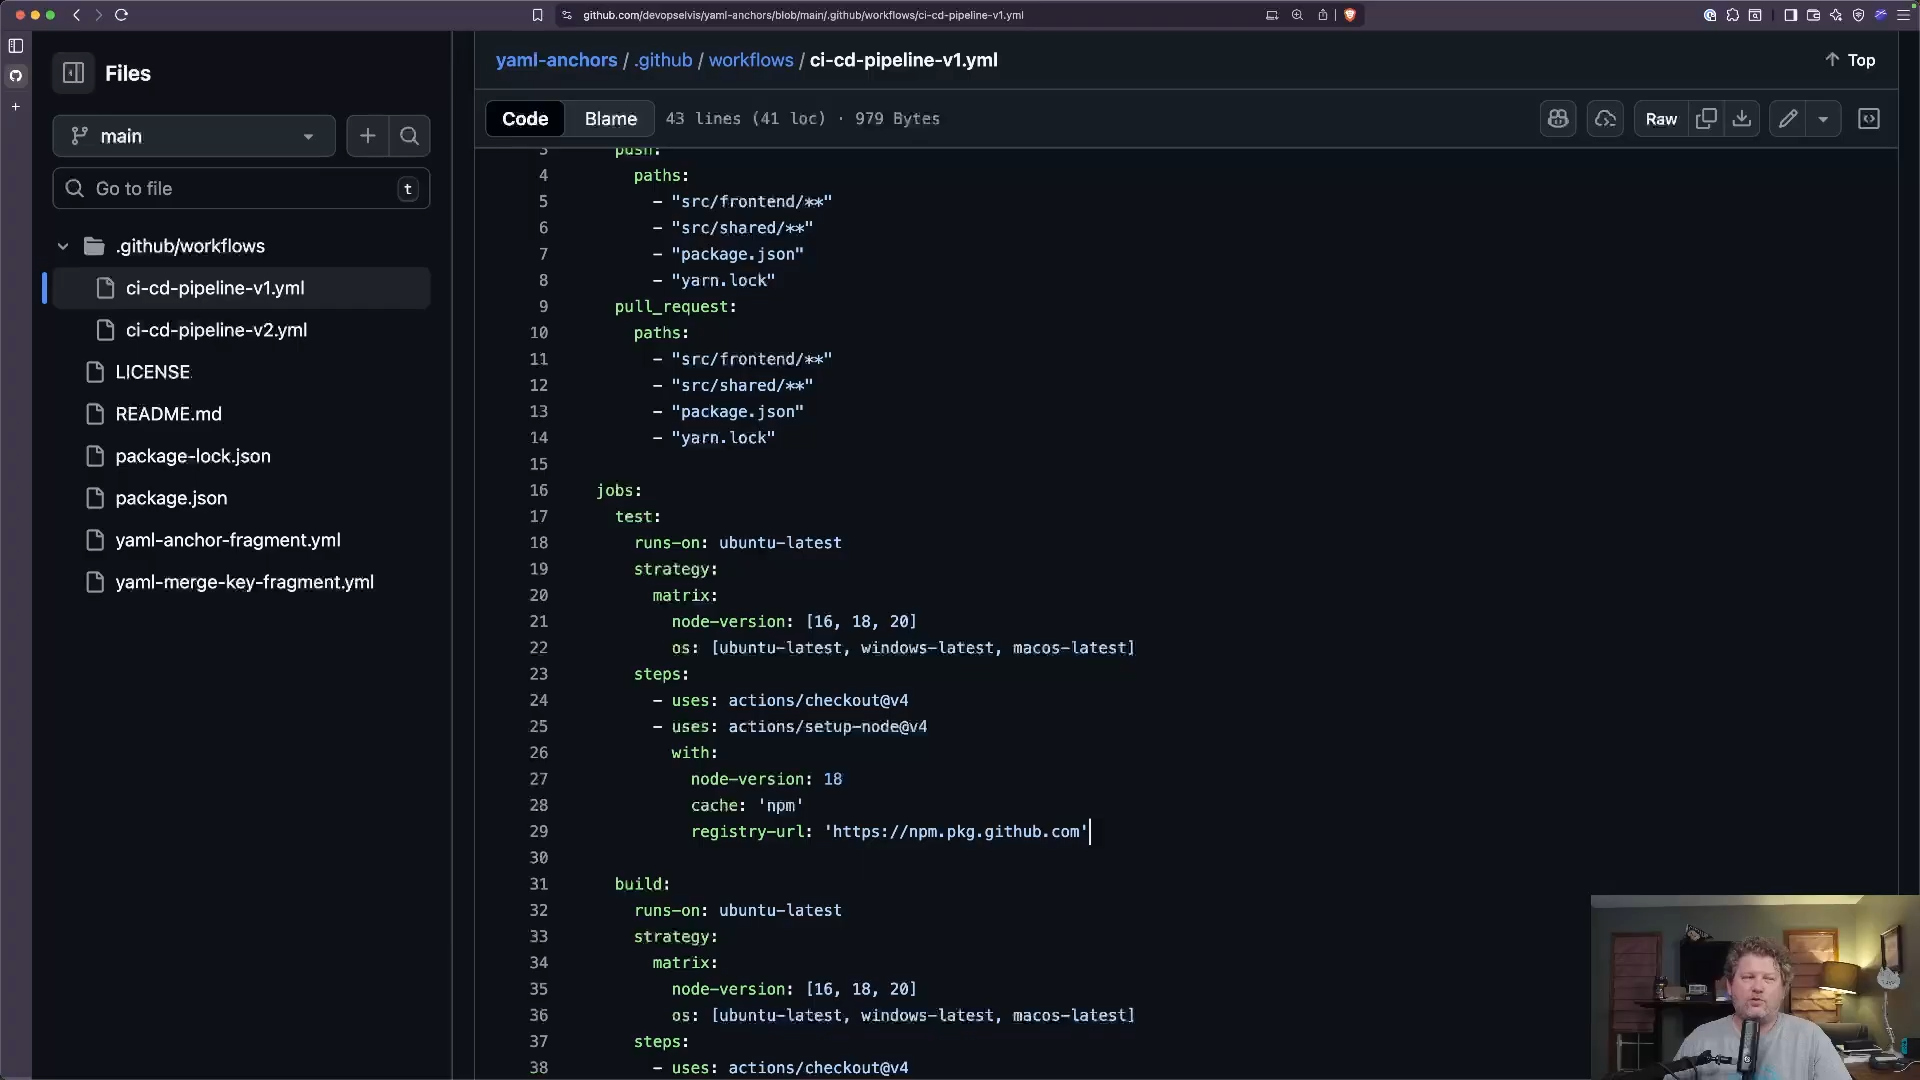 github.com/devopselvis/yaml-anchors/blob/main/.github/workflows/ci-cd-pipeline-v1.yml
Files
main
Go to file
t
.github/workflows
ci-cd-pipeline-v1.yml
ci-cd-pipeline-v2.yml
LICENSE
README.md
package-lock.json
package.json
yaml-anchor-fragment.yml
yaml-merge-key-fragment.yml
yaml-anchors / .github / workflows / ci-cd-pipeline-v1.yml
Top
Code
Blame
43 lines (41 loc) · 979 Bytes
Raw
3 push:
4 paths:
5 - "src/frontend/**"
6 - "src/shared/**"
7 - "package.json"
8 - "yarn.lock"
9 pull_request:
10 paths:
11 - "src/frontend/**"
12 - "src/shared/**"
13 - "package.json"
14 - "yarn.lock"
15
16 jobs:
17 test:
18 runs-on: ubuntu-latest
19 strategy:
20 matrix:
21 node-version: [16, 18, 20]
22 os: [ubuntu-latest, windows-latest, macos-latest]
23 steps:
24 - uses: actions/checkout@v4
25 - uses: actions/setup-node@v4
26 with:
27 node-version: 18
28 cache: 'npm'
29 registry-url: 'https://npm.pkg.github.com'
30
31 build:
32 runs-on: ubuntu-latest
33 strategy:
34 matrix:
35 node-version: [16, 18, 20]
36 os: [ubuntu-latest, windows-latest, macos-latest]
37 steps:
38 - uses: actions/checkout@v4